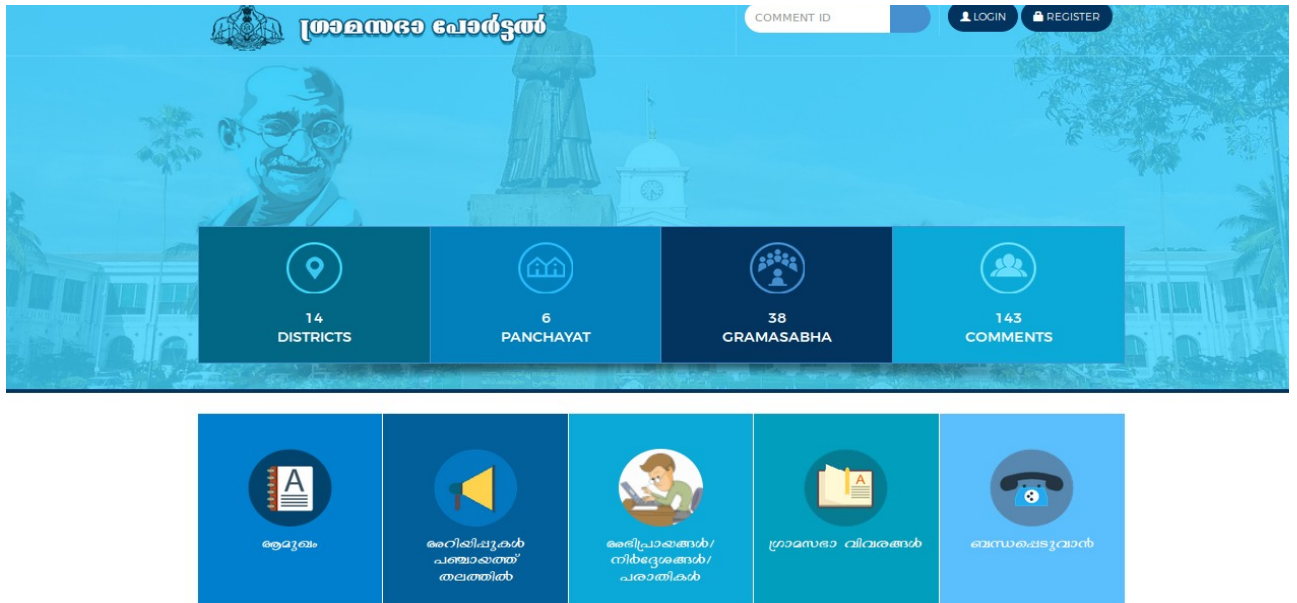 ഗ്രാമസഭാ പോർട്ടൽ
COMMENT ID
LOGIN
REGISTER
14
DISTRICTS
6
PANCHAYAT
38
GRAMASABHA
143
COMMENTS
ആമുഖം
അറിയിപ്പുകൾ
പഞ്ചായത്ത്
തലത്തിൽ
അഭിപ്രായങ്ങൾ/
നിർദ്ദേശങ്ങൾ/
പരാതികൾ
ഗ്രാമസഭാ വിവരങ്ങൾ
ബന്ധപ്പെടുവാൻ